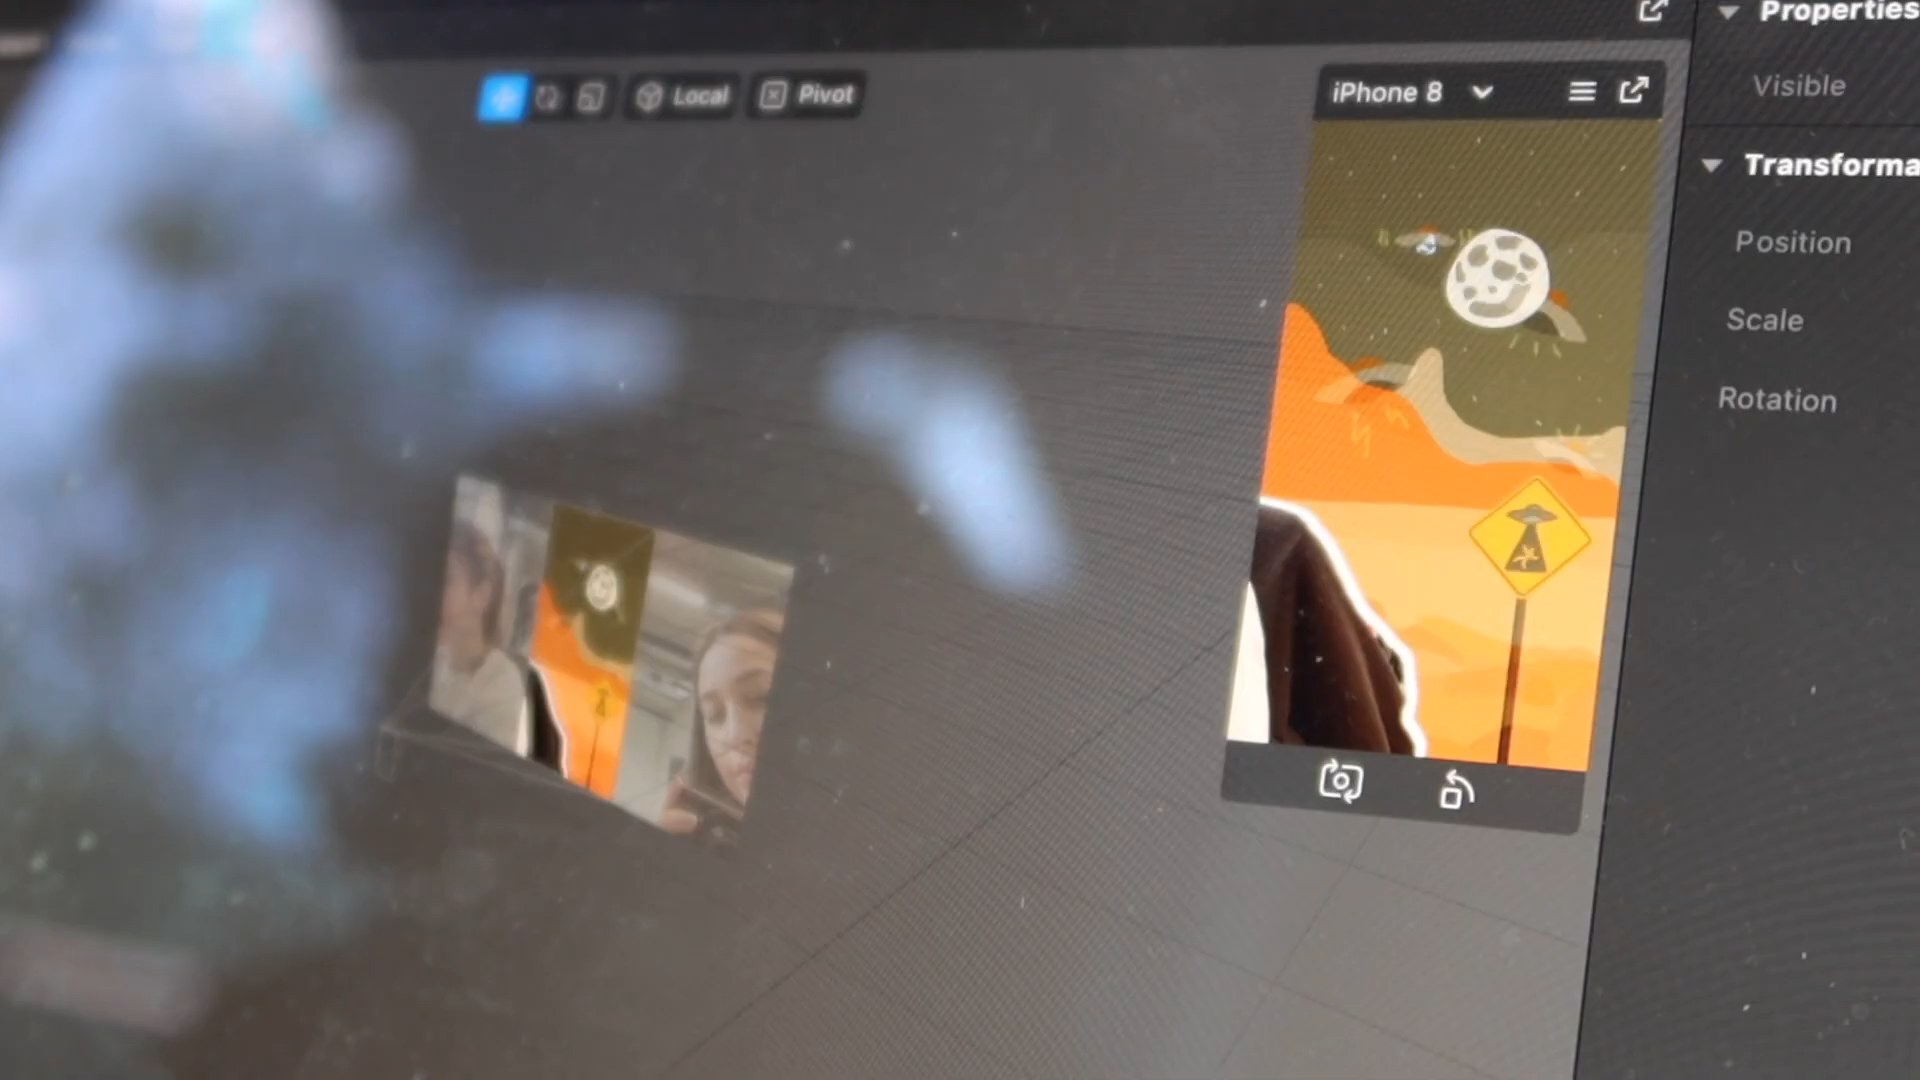 Properties
Local
Pivot
iPhone 8
Visible
Transforma
Position
Scale
Rotation